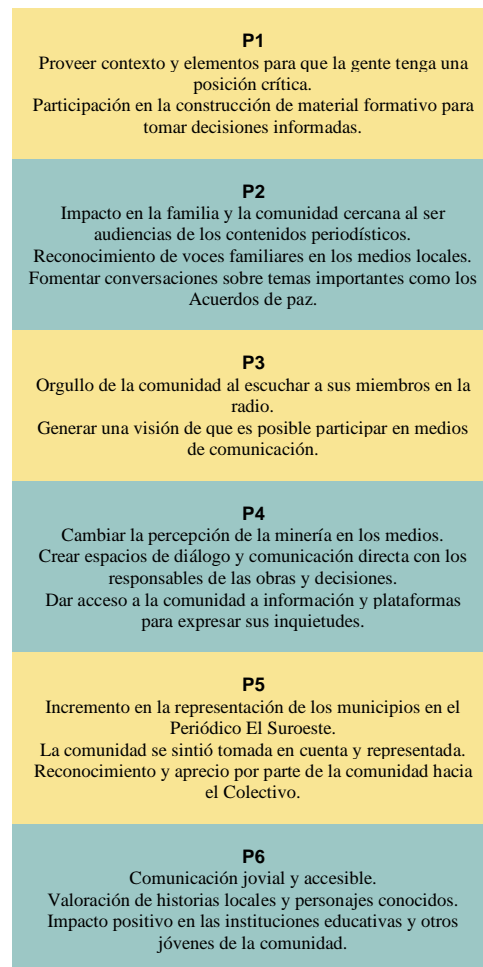 P1
Proveer contexto y elementos para que la gente tenga una
posición crítica.
Participación en la construcción de material formativo para
tomar decisiones informadas.
P2
Impacto en la familia y la comunidad cercana al ser
audiencias de los contenidos periodísticos.
Reconocimiento de voces familiares en los medios locales.
Fomentar conversaciones sobre temas importantes como los
Acuerdos de paz.
P3
Orgullo de la comunidad al escuchar a sus miembros en la
radio.
Generar una visión de que es posible participar en medios
de comunicación.
P4
Cambiar la percepción de la minería en los medios.
Crear espacios de diálogo y comunicación directa con los
responsables de las obras y decisiones.
Dar acceso a la comunidad a información y plataformas
para expresar sus inquietudes.
P5
Incremento en la representación de los municipios en el
Periódico El Suroeste.
La comunidad se sintió tomada en cuenta y representada.
Reconocimiento y aprecio por parte de la comunidad hacia
el Colectivo.
P6
Comunicación jovial y accesible.
Valoración de historias locales y personajes conocidos.
Impacto positivo en las instituciones educativas y otros
jóvenes de la comunidad.